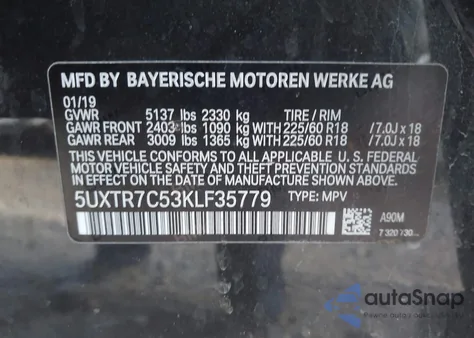 MFD BY BAYERISCHE MOTOREN WERKE AG
01/19
GVWR 5137 lbs 2330 kg TIRE / RIM
GAWR FRONT 2403 lbs 1090 kg WITH 225/60 R18 /7.0J x 18
GAWR REAR 3009 lbs 1365 kg WITH 225/60 R18 /7.0J x 18
THIS VEHICLE CONFORMS TO ALL APPLICABLE U. S. FEDERAL
MOTOR VEHICLE SAFETY AND THEFT PREVENTION STANDARDS IN
EFFECT ON THE DATE OF MANUFACTURE SHOWN ABOVE.
5UXTR7C53KLF35779 TYPE: MPV
A90M
autoSnap